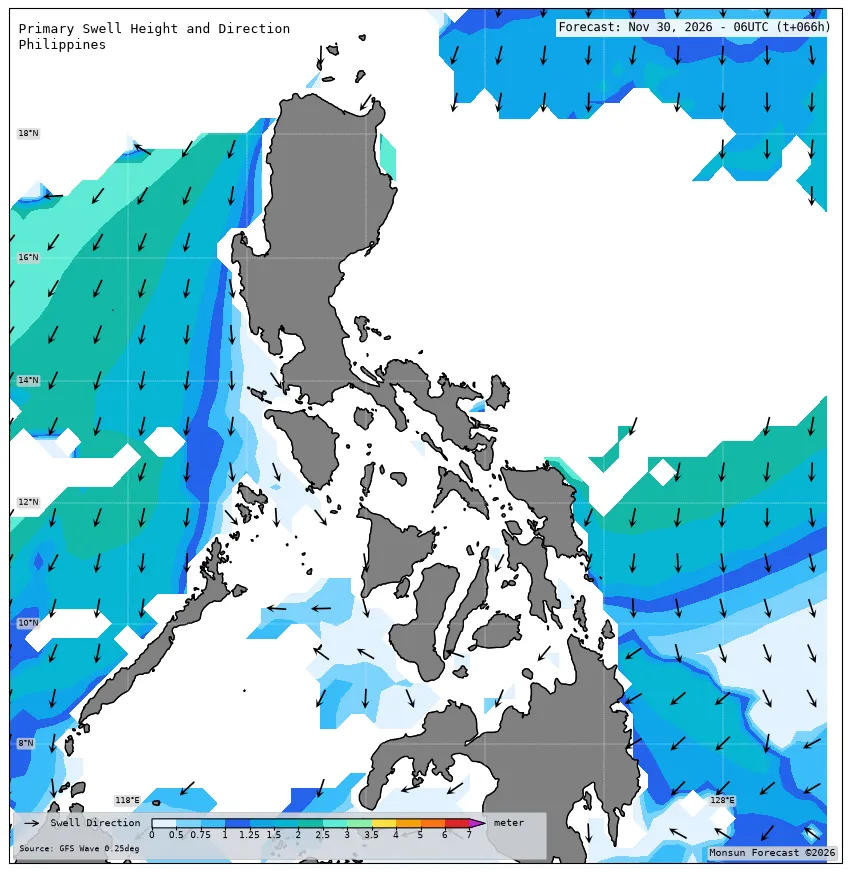 Primary Swell Height and Direction
Philippines
Forecast: Nov 30, 2026 - 06UTC (t+066h)
18°N
16°N
14°N
12°N
10°N
8°N
118°E
128°E
Swell Direction
0 0.5 0.75 1 1.25 1.5 2 2.5 3 3.5 4 5 6 7
meter
Source: GFS Wave 0.25deg
Monsun Forecast ©2026